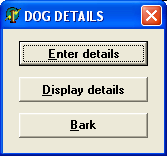 DOG DETAILS
Enter details
Display details
Bark